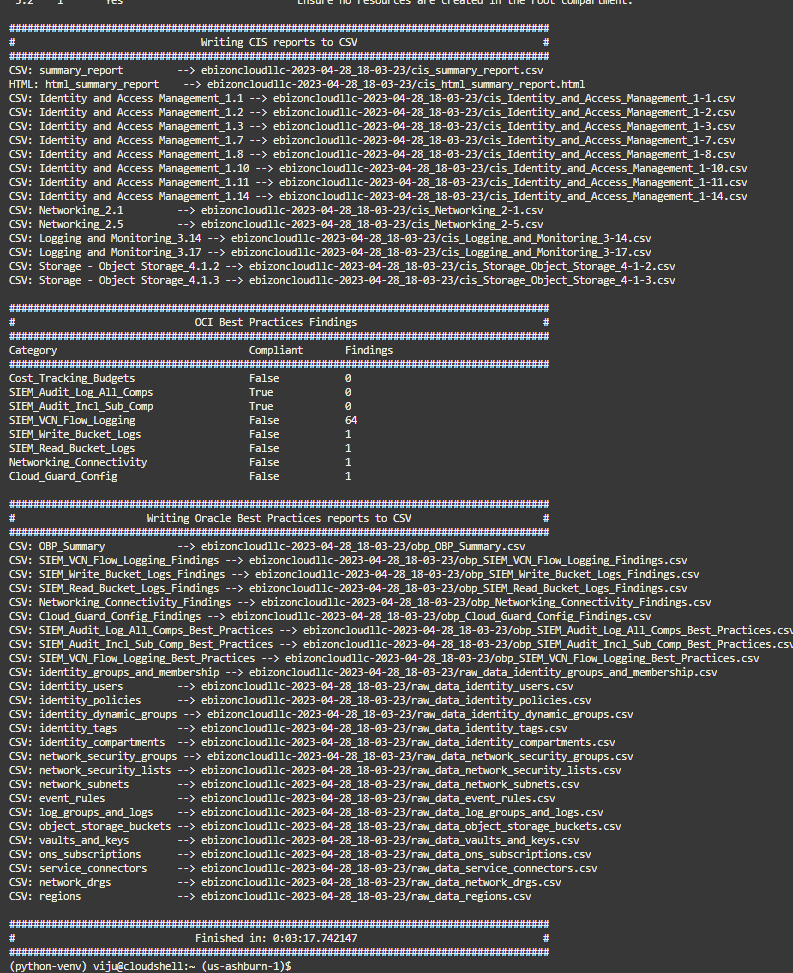 5.2    1       Yes                             Ensure no resources are created in the root compartment.
##########################################################################################
#                               Writing CIS reports to CSV                               #
##########################################################################################
CSV: summary_report         --> ebizoncloudllc-2023-04-28_18-03-23/cis_summary_report.csv
HTML: html_summary_report    --> ebizoncloudllc-2023-04-28_18-03-23/cis_html_summary_report.html
CSV: Identity and Access Management_1.1 --> ebizoncloudllc-2023-04-28_18-03-23/cis_Identity_and_Access_Management_1-1.csv
CSV: Identity and Access Management_1.2 --> ebizoncloudllc-2023-04-28_18-03-23/cis_Identity_and_Access_Management_1-2.csv
CSV: Identity and Access Management_1.3 --> ebizoncloudllc-2023-04-28_18-03-23/cis_Identity_and_Access_Management_1-3.csv
CSV: Identity and Access Management_1.7 --> ebizoncloudllc-2023-04-28_18-03-23/cis_Identity_and_Access_Management_1-7.csv
CSV: Identity and Access Management_1.8 --> ebizoncloudllc-2023-04-28_18-03-23/cis_Identity_and_Access_Management_1-8.csv
CSV: Identity and Access Management_1.10 --> ebizoncloudllc-2023-04-28_18-03-23/cis_Identity_and_Access_Management_1-10.csv
CSV: Identity and Access Management_1.11 --> ebizoncloudllc-2023-04-28_18-03-23/cis_Identity_and_Access_Management_1-11.csv
CSV: Identity and Access Management_1.14 --> ebizoncloudllc-2023-04-28_18-03-23/cis_Identity_and_Access_Management_1-14.csv
CSV: Networking_2.1         --> ebizoncloudllc-2023-04-28_18-03-23/cis_Networking_2-1.csv
CSV: Networking_2.5         --> ebizoncloudllc-2023-04-28_18-03-23/cis_Networking_2-5.csv
CSV: Logging and Monitoring_3.14 --> ebizoncloudllc-2023-04-28_18-03-23/cis_Logging_and_Monitoring_3-14.csv
CSV: Logging and Monitoring_3.17 --> ebizoncloudllc-2023-04-28_18-03-23/cis_Logging_and_Monitoring_3-17.csv
CSV: Storage - Object Storage_4.1.2 --> ebizoncloudllc-2023-04-28_18-03-23/cis_Storage_Object_Storage_4-1-2.csv
CSV: Storage - Object Storage_4.1.3 --> ebizoncloudllc-2023-04-28_18-03-23/cis_Storage_Object_Storage_4-1-3.csv
##########################################################################################
#                              OCI Best Practices Findings                               #
##########################################################################################
Category                                Compliant       Findings
##########################################################################################
Cost_Tracking_Budgets                   False           0
SIEM_Audit_Log_All_Comps                True            0
SIEM_Audit_Incl_Sub_Comp                True            0
SIEM_VCN_Flow_Logging                   False           64
SIEM_Write_Bucket_Logs                  False           1
SIEM_Read_Bucket_Logs                   False           1
Networking_Connectivity                 False           1
Cloud_Guard_Config                      False           1
##########################################################################################
#                      Writing Oracle Best Practices reports to CSV                      #
##########################################################################################
CSV: OBP_Summary            --> ebizoncloudllc-2023-04-28_18-03-23/obp_OBP_Summary.csv
CSV: SIEM_VCN_Flow_Logging_Findings --> ebizoncloudllc-2023-04-28_18-03-23/obp_SIEM_VCN_Flow_Logging_Findings.csv
CSV: SIEM_Write_Bucket_Logs_Findings --> ebizoncloudllc-2023-04-28_18-03-23/obp_SIEM_Write_Bucket_Logs_Findings.csv
CSV: SIEM_Read_Bucket_Logs_Findings --> ebizoncloudllc-2023-04-28_18-03-23/obp_SIEM_Read_Bucket_Logs_Findings.csv
CSV: Networking_Connectivity_Findings --> ebizoncloudllc-2023-04-28_18-03-23/obp_Networking_Connectivity_Findings.csv
CSV: Cloud_Guard_Config_Findings --> ebizoncloudllc-2023-04-28_18-03-23/obp_Cloud_Guard_Config_Findings.csv
CSV: SIEM_Audit_Log_All_Comps_Best_Practices --> ebizoncloudllc-2023-04-28_18-03-23/obp_SIEM_Audit_Log_All_Comps_Best_Practices.csv
CSV: SIEM_Audit_Incl_Sub_Comp_Best_Practices --> ebizoncloudllc-2023-04-28_18-03-23/obp_SIEM_Audit_Incl_Sub_Comp_Best_Practices.csv
CSV: SIEM_VCN_Flow_Logging_Best_Practices --> ebizoncloudllc-2023-04-28_18-03-23/obp_SIEM_VCN_Flow_Logging_Best_Practices.csv
CSV: identity_groups_and_membership --> ebizoncloudllc-2023-04-28_18-03-23/raw_data_identity_groups_and_membership.csv
CSV: identity_users         --> ebizoncloudllc-2023-04-28_18-03-23/raw_data_identity_users.csv
CSV: identity_policies      --> ebizoncloudllc-2023-04-28_18-03-23/raw_data_identity_policies.csv
CSV: identity_dynamic_groups --> ebizoncloudllc-2023-04-28_18-03-23/raw_data_identity_dynamic_groups.csv
CSV: identity_tags          --> ebizoncloudllc-2023-04-28_18-03-23/raw_data_identity_tags.csv
CSV: identity_compartments  --> ebizoncloudllc-2023-04-28_18-03-23/raw_data_identity_compartments.csv
CSV: network_security_groups --> ebizoncloudllc-2023-04-28_18-03-23/raw_data_network_security_groups.csv
CSV: network_security_lists --> ebizoncloudllc-2023-04-28_18-03-23/raw_data_network_security_lists.csv
CSV: network_subnets        --> ebizoncloudllc-2023-04-28_18-03-23/raw_data_network_subnets.csv
CSV: event_rules            --> ebizoncloudllc-2023-04-28_18-03-23/raw_data_event_rules.csv
CSV: log_groups_and_logs    --> ebizoncloudllc-2023-04-28_18-03-23/raw_data_log_groups_and_logs.csv
CSV: object_storage_buckets --> ebizoncloudllc-2023-04-28_18-03-23/raw_data_object_storage_buckets.csv
CSV: vaults_and_keys        --> ebizoncloudllc-2023-04-28_18-03-23/raw_data_vaults_and_keys.csv
CSV: ons_subscriptions      --> ebizoncloudllc-2023-04-28_18-03-23/raw_data_ons_subscriptions.csv
CSV: service_connectors     --> ebizoncloudllc-2023-04-28_18-03-23/raw_data_service_connectors.csv
CSV: network_drgs           --> ebizoncloudllc-2023-04-28_18-03-23/raw_data_network_drgs.csv
CSV: regions                --> ebizoncloudllc-2023-04-28_18-03-23/raw_data_regions.csv
##########################################################################################
#                              Finished in: 0:03:17.742147                               #
##########################################################################################
(python-venv) viju@cloudshell:~ (us-ashburn-1)$